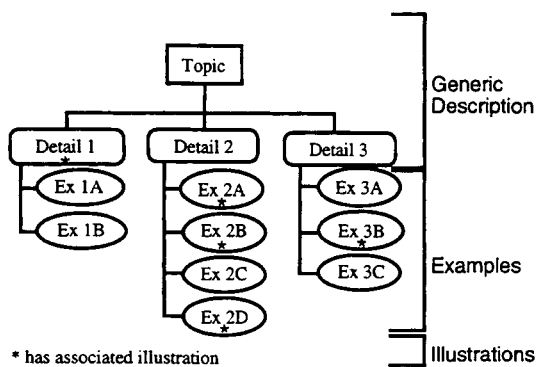 Topic
Generic
Description
Detail 1
*
Detail 2
Detail 3
Ex 1A
Ex 2A
*
Ex 3A
Ex 1B
Ex 2B
*
Ex 3B
*
Ex 2C
Ex 3C
Examples
Ex 2D
*
* has associated illustration
Illustrations